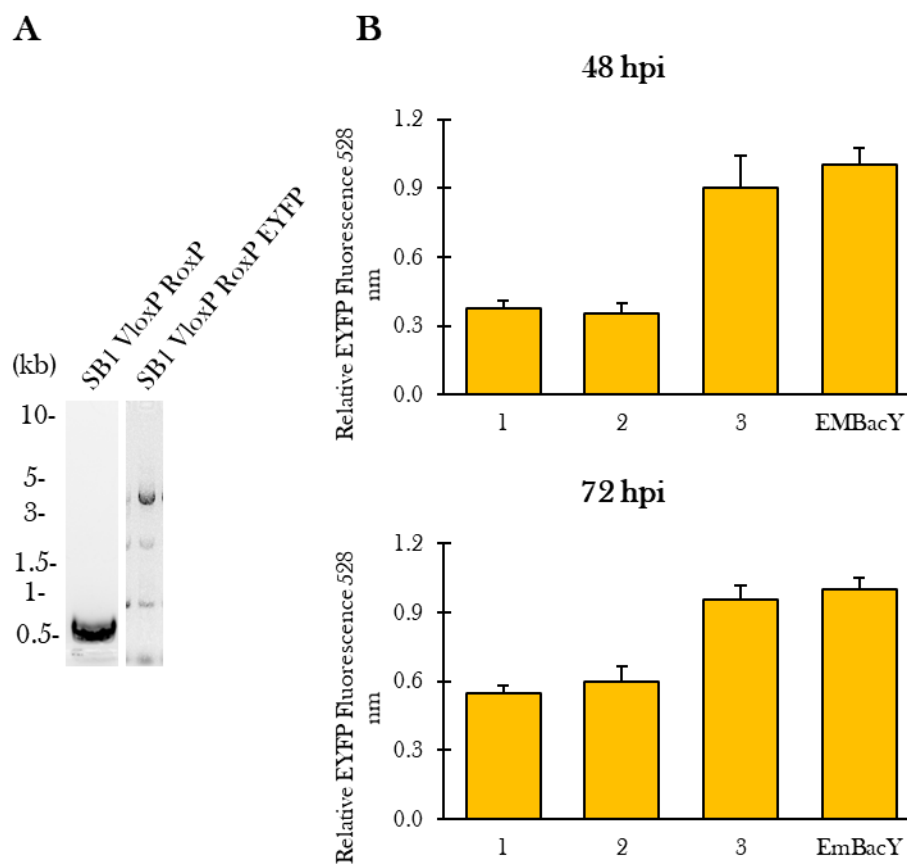 A
SB1 VloxP RoxP
SB1 VloxP RoxP EYFP
(kb)
10-
5-
3-
1.5-
1-
0.5-
B
48 hpi
Relative EYFP Fluorescence 528
nm
1.2
0.9
0.6
0.3
0.0
1 2 3 EMBacY
72 hpi
Relative EYFP Fluorescence 528
nm
1.2
0.9
0.6
0.3
0.0
1 2 3 EmBacY